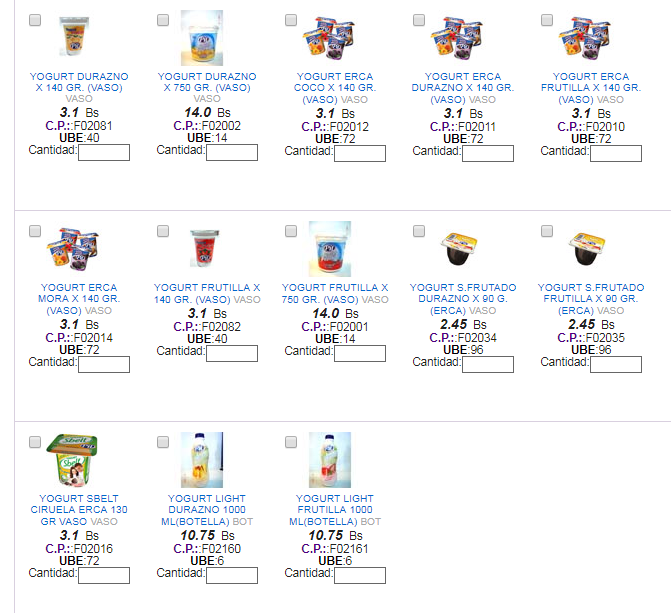 YOGURT DURAZNO
X 140 GR. (VASO)
VASO
3.1 Bs
C.P.::F02081
UBE:40
Cantidad:
YOGURT DURAZNO
X 750 GR. (VASO)
VASO
14.0 Bs
C.P.::F02002
UBE:14
Cantidad:
YOGURT ERCA
COCO X 140 GR.
(VASO) VASO
3.1 Bs
C.P.::F02012
UBE:72
Cantidad:
YOGURT ERCA
DURAZNO X 140 GR.
(VASO) VASO
3.1 Bs
C.P.::F02011
UBE:72
Cantidad:
YOGURT ERCA
FRUTILLA X 140 GR.
(VASO) VASO
3.1 Bs
C.P.::F02010
UBE:72
Cantidad:
YOGURT ERCA
MORA X 140 GR.
(VASO) VASO
3.1 Bs
C.P.::F02014
UBE:72
Cantidad:
YOGURT FRUTILLA X
140 GR. (VASO) VASO
3.1 Bs
C.P.::F02082
UBE:40
Cantidad:
YOGURT FRUTILLA X
750 GR. (VASO) VASO
14.0 Bs
C.P.::F02001
UBE:14
Cantidad:
YOGURT S.FRUTADO
DURAZNO X 90 G.
(ERCA) VASO
2.45 Bs
C.P.::F02034
UBE:96
Cantidad:
YOGURT S.FRUTADO
FRUTILLA X 90 GR.
(ERCA) VASO
2.45 Bs
C.P.::F02035
UBE:96
Cantidad:
Sbelt
YOGURT SBELT
CIRUELA ERCA 130
GR VASO VASO
3.1 Bs
C.P.::F02016
UBE:72
Cantidad:
YOGURT LIGHT
DURAZNO 1000
ML(BOTELLA) BOT
10.75 Bs
C.P.::F02160
UBE:6
Cantidad:
YOGURT LIGHT
FRUTILLA 1000
ML(BOTELLA) BOT
10.75 Bs
C.P.::F02161
UBE:6
Cantidad: